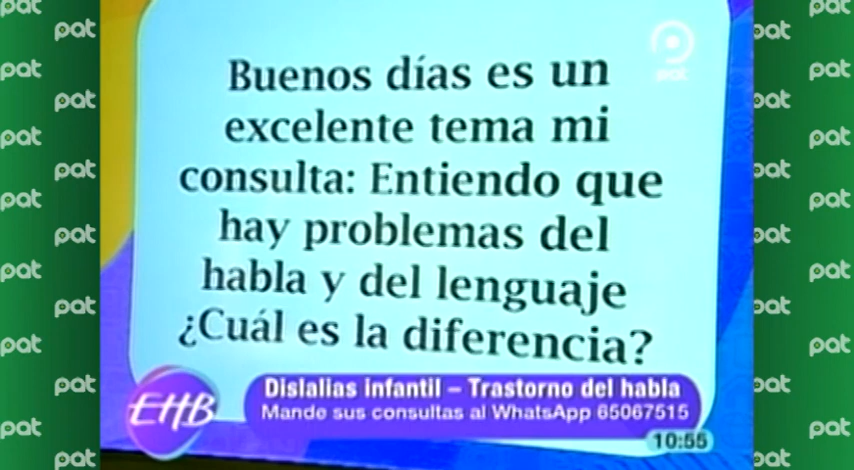 pat
Buenos días es un
excelente tema mi
consulta: Entiendo que
hay problemas del
habla y del lenguaje
¿Cuál es la diferencia?
EHB
Dislalias infantil – Trastorno del habla
Mande sus consultas al WhatsApp 65067515
10:55